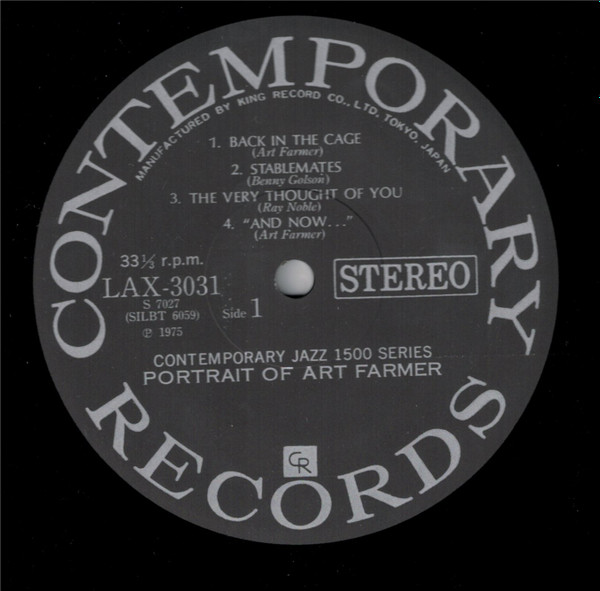 CONTEMPORARY
MANUFACTURED BY KING RECORD CO., LTD, TOKYO, JAPAN
1. BACK IN THE CAGE
(Art Farmer)
2. STABLEMATES
(Benny Golson)
3. THE VERY THOUGHT OF YOU
(Ray Noble)
4. “AND NOW...”
(Art Farmer)
33⅓ r.p.m.
LAX-3031
S 7027
(SILBT 6059)
Side 1
℗ 1975
STEREO
CONTEMPORARY JAZZ 1500 SERIES
PORTRAIT OF ART FARMER
CR
RECORDS